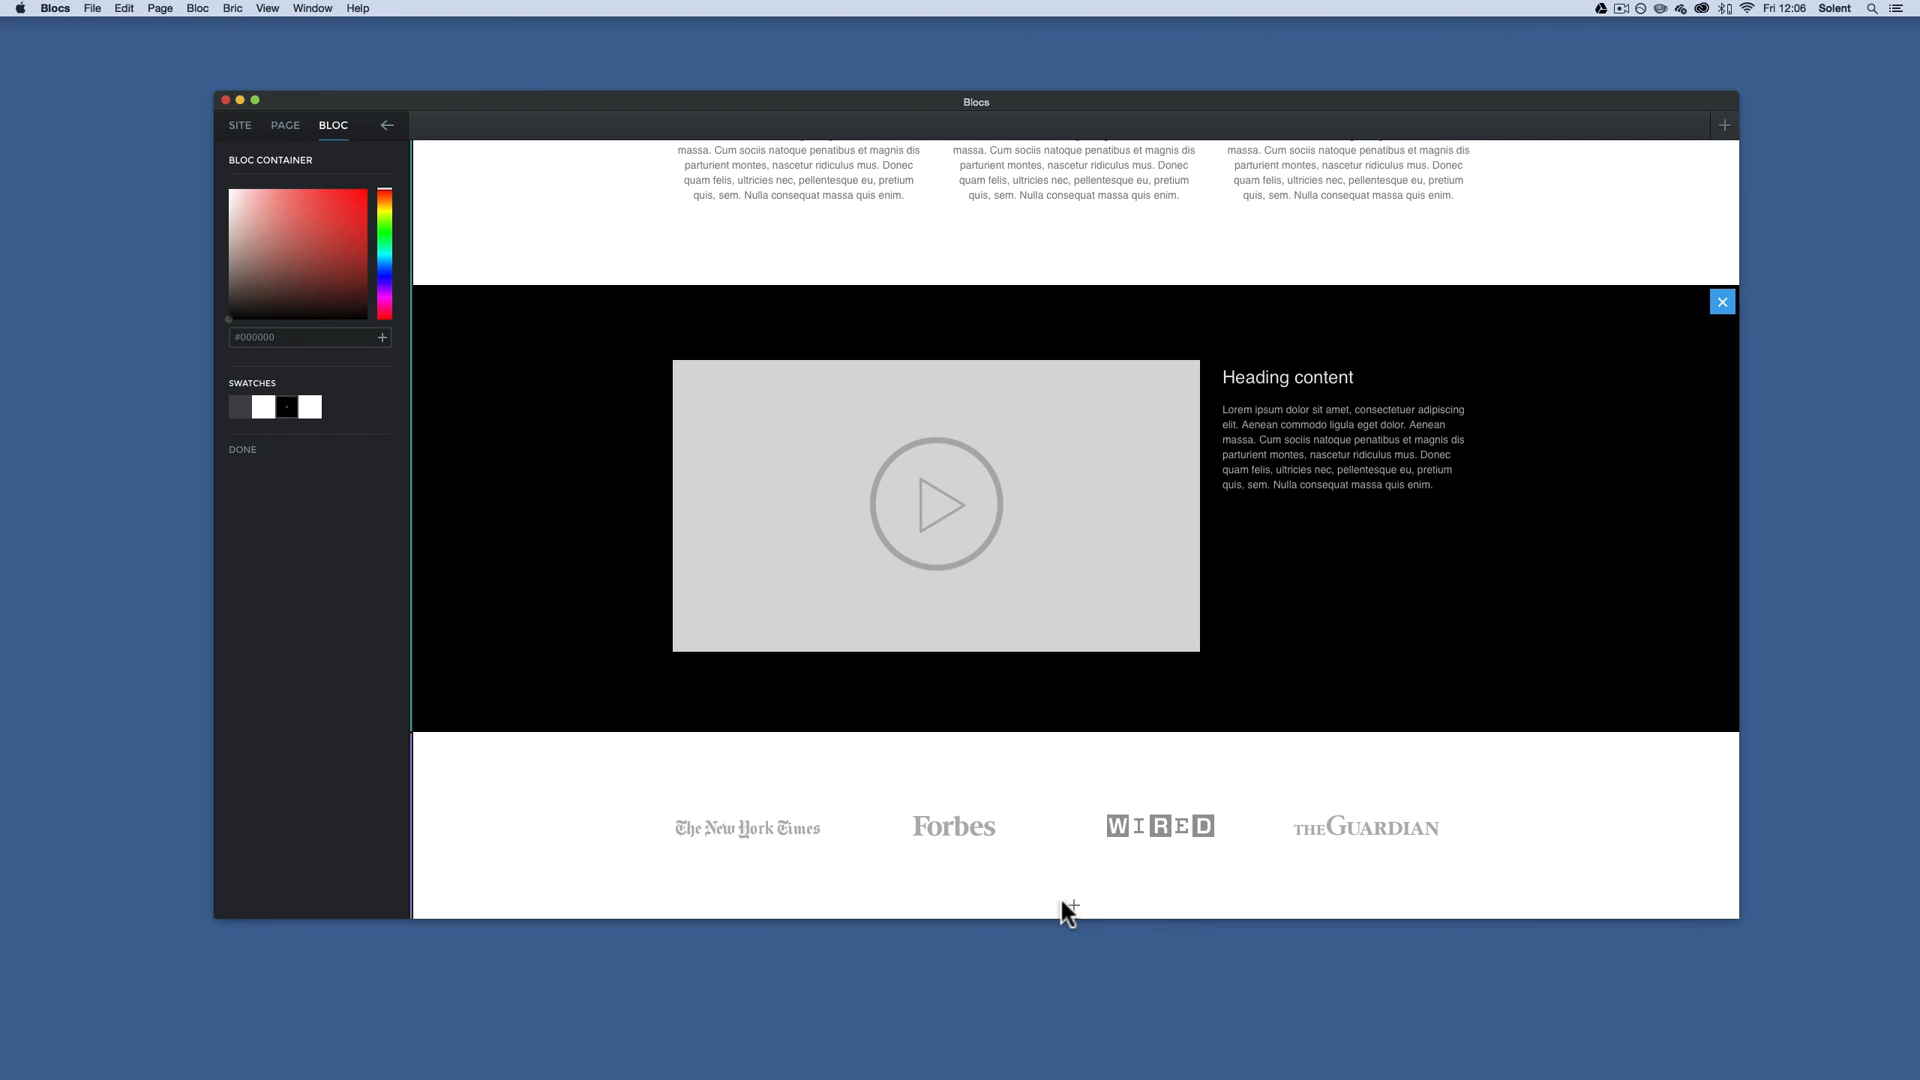 Blocs File Edit Page Bloc Bric View Window Help Fri 12:06 Solent
Blocs
SITE PAGE BLOC
BLOC CONTAINER
#000000
SWATCHES
DONE
massa. Cum sociis natoque penatibus et magnis dis
parturient montes, nascetur ridiculus mus. Donec
quam felis, ultricies nec, pellentesque eu, pretium
quis, sem. Nulla consequat massa quis enim.
massa. Cum sociis natoque penatibus et magnis dis
parturient montes, nascetur ridiculus mus. Donec
quam felis, ultricies nec, pellentesque eu, pretium
quis, sem. Nulla consequat massa quis enim.
massa. Cum sociis natoque penatibus et magnis dis
parturient montes, nascetur ridiculus mus. Donec
quam felis, ultricies nec, pellentesque eu, pretium
quis, sem. Nulla consequat massa quis enim.
Heading content
Lorem ipsum dolor sit amet, consectetuer adipiscing
elit. Aenean commodo ligula eget dolor. Aenean
massa. Cum sociis natoque penatibus et magnis dis
parturient montes, nascetur ridiculus mus. Donec
quam felis, ultricies nec, pellentesque eu, pretium
quis, sem. Nulla consequat massa quis enim.
The New York Times
Forbes
WIRED
THE GUARDIAN